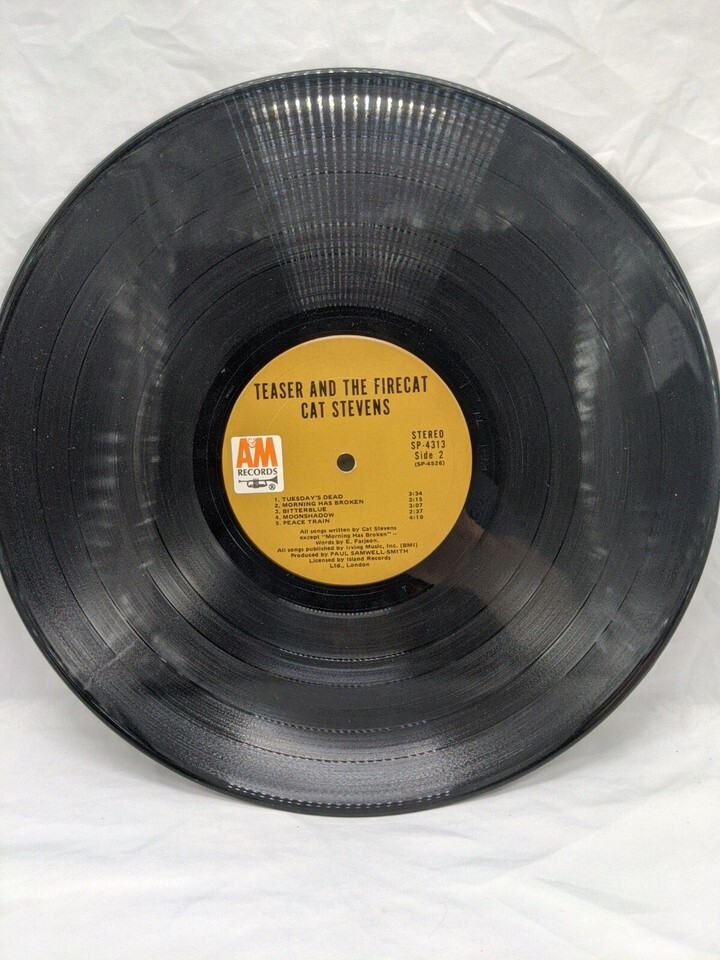 TEASER AND THE FIRECAT
CAT STEVENS
STEREO
SP-4313
Side 2
(SP-4526)
AM
RECORDS
1. TUESDAY'S DEAD 3:34
2. MORNING HAS BROKEN 3:15
3. BITTERBLUE 3:07
4. MOONSHADOW 2:37
5. PEACE TRAIN 4:10
All songs written by Cat Stevens
except "Morning Has Broken" --
Words by E. Farjeon.
All songs published by Irving Music, Inc. (BMI)
Produced by PAUL SAMWELL-SMITH
Licensed by Island Records
Ltd., London